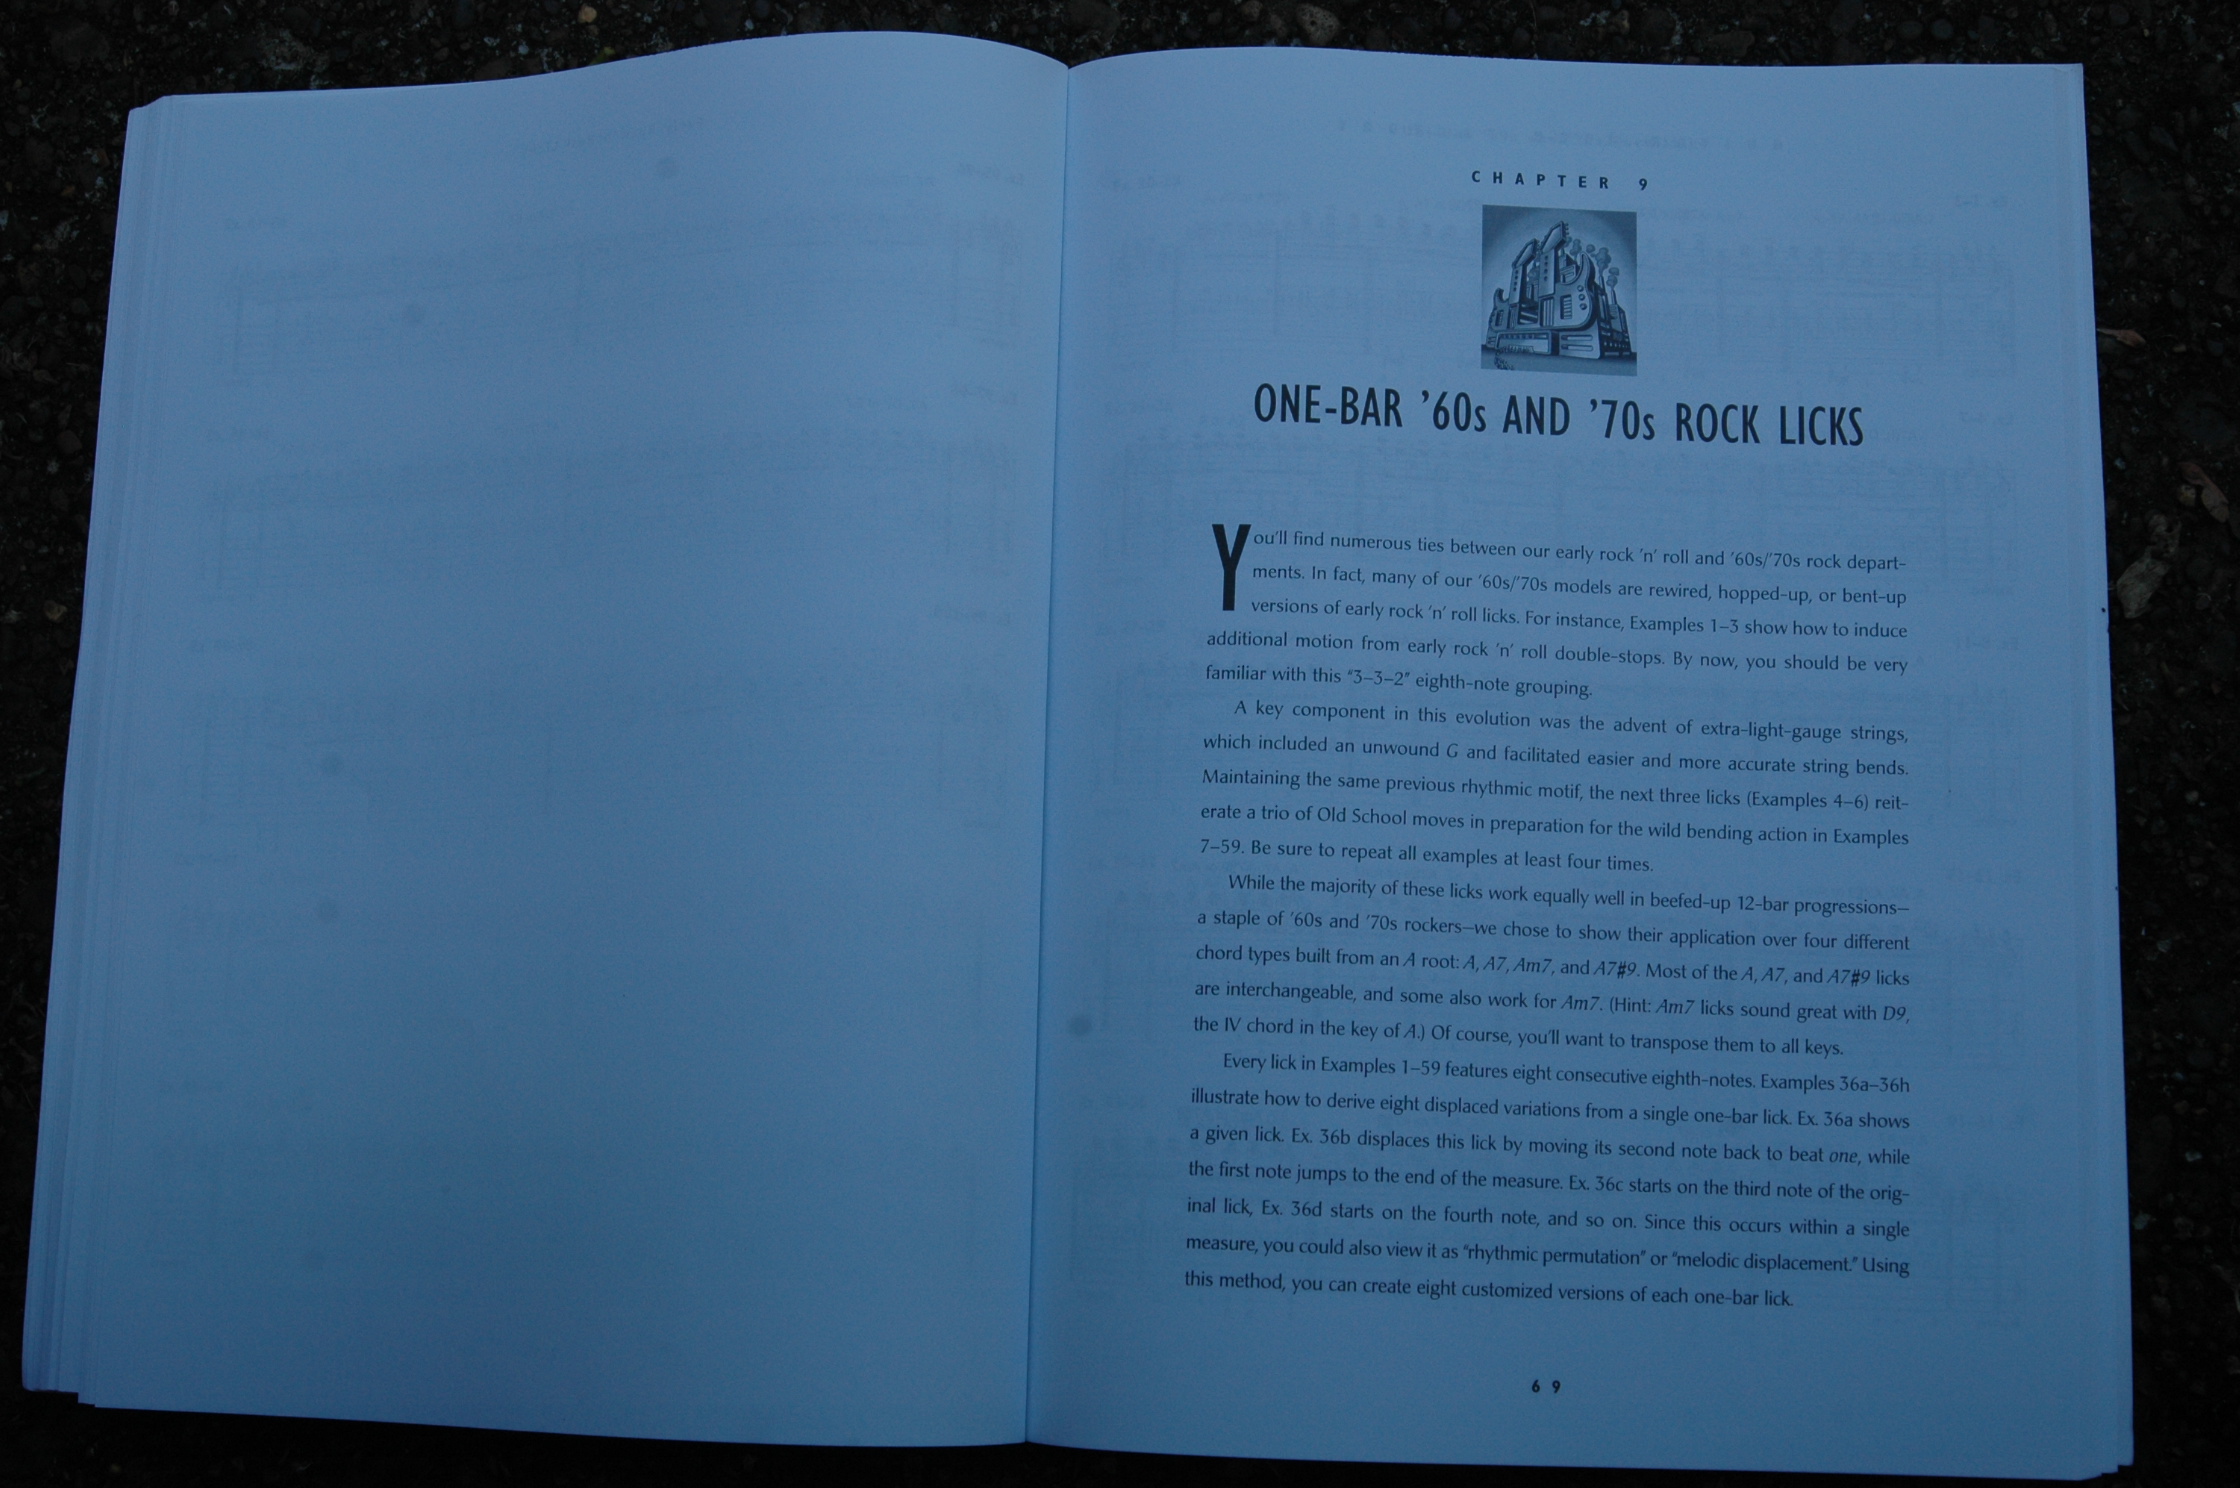 CHAPTER 9
ONE-BAR ’60s AND ’70s ROCK LICKS
You’ll find numerous ties between our early rock ’n’ roll and ’60s/’70s rock depart-
ments. In fact, many of our ’60s/’70s models are rewired, hopped-up, or bent-up
versions of early rock ’n’ roll licks. For instance, Examples 1–3 show how to induce
additional motion from early rock ’n’ roll double-stops. By now, you should be very
familiar with this “3–3–2” eighth-note grouping.
A key component in this evolution was the advent of extra-light-gauge strings,
which included an unwound G and facilitated easier and more accurate string bends.
Maintaining the same previous rhythmic motif, the next three licks (Examples 4–6) reit-
erate a trio of Old School moves in preparation for the wild bending action in Examples
7–59. Be sure to repeat all examples at least four times.
While the majority of these licks work equally well in beefed-up 12-bar progressions—
a staple of ’60s and ’70s rockers—we chose to show their application over four different
chord types built from an A root: A, A7, Am7, and A7#9. Most of the A, A7, and A7#9 licks
are interchangeable, and some also work for Am7. (Hint: Am7 licks sound great with D9,
the IV chord in the key of A.) Of course, you’ll want to transpose them to all keys.
Every lick in Examples 1–59 features eight consecutive eighth-notes. Examples 36a–36h
illustrate how to derive eight displaced variations from a single one-bar lick. Ex. 36a shows
a given lick. Ex. 36b displaces this lick by moving its second note back to beat one, while
the first note jumps to the end of the measure. Ex. 36c starts on the third note of the orig-
inal lick, Ex. 36d starts on the fourth note, and so on. Since this occurs within a single
measure, you could also view it as “rhythmic permutation” or “melodic displacement.” Using
this method, you can create eight customized versions of each one-bar lick.
69